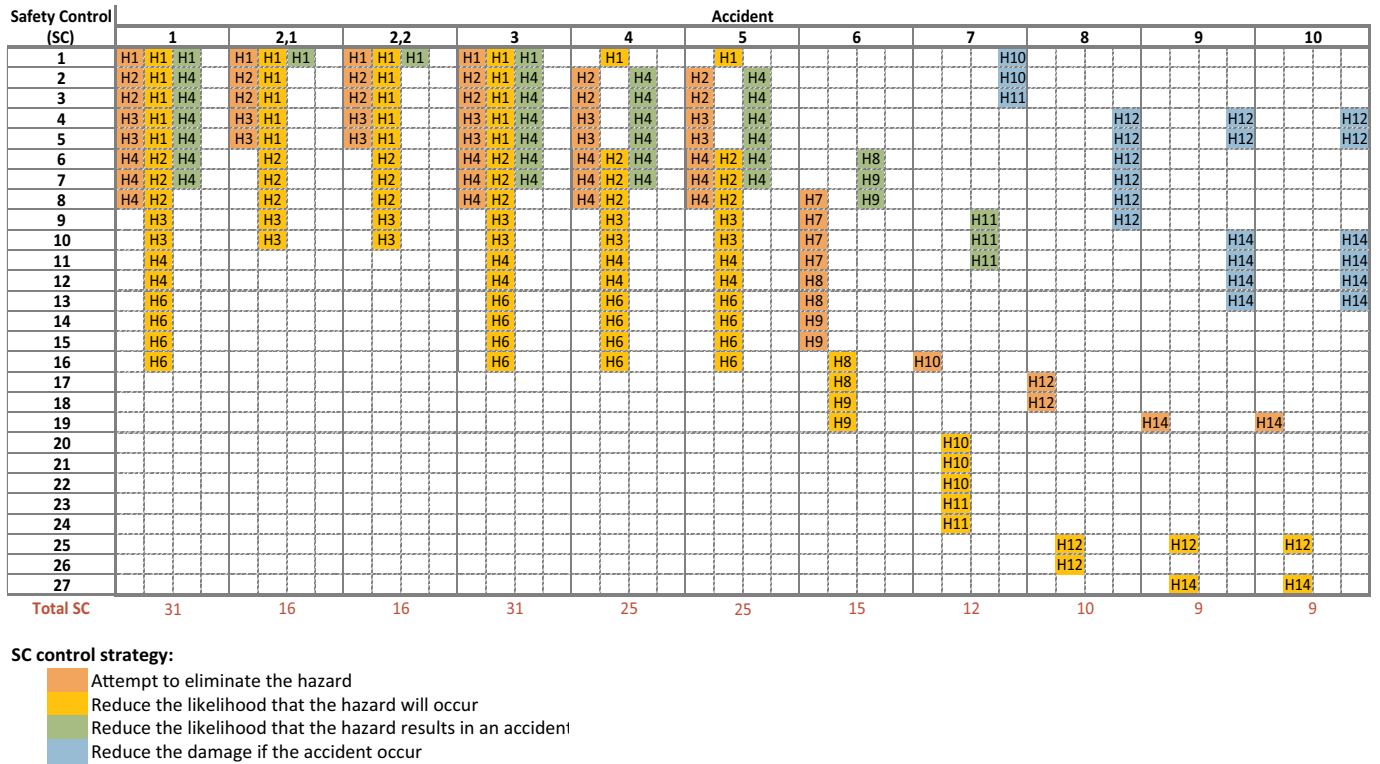 Safety Control Accident
(SC) 1 2,1 2,2 3 4 5 6 7 8 9 10
1 H1 H1 H1 H1 H1 H1 H1 H1 H1 H1 H1 H1 H1 H1 H10
2 H2 H1 H4 H2 H1 H2 H1 H2 H1 H4 H2 H4 H2 H4 H10
3 H2 H1 H4 H2 H1 H2 H1 H2 H1 H4 H2 H4 H2 H4 H11
4 H3 H1 H4 H3 H1 H3 H1 H3 H1 H4 H3 H4 H3 H4 H12 H12 H12
5 H3 H1 H4 H3 H1 H3 H1 H3 H1 H4 H3 H4 H3 H4 H12 H12 H12
6 H4 H2 H4 H2 H2 H4 H2 H4 H4 H2 H4 H4 H2 H4 H8 H12
7 H4 H2 H4 H2 H2 H4 H2 H4 H4 H2 H4 H4 H2 H4 H9 H12
8 H4 H2 H2 H2 H4 H2 H4 H2 H4 H2 H7 H9 H12
9 H3 H3 H3 H3 H3 H3 H7 H11 H12
10 H3 H3 H3 H3 H3 H3 H7 H11 H14 H14
11 H4 H4 H4 H4 H7 H11 H14 H14
12 H4 H4 H4 H4 H8 H14 H14
13 H6 H6 H6 H6 H8 H14 H14
14 H6 H6 H6 H6 H9
15 H6 H6 H6 H6 H9
16 H6 H6 H6 H6 H8 H10
17 H8 H12
18 H9 H12
19 H9 H14 H14
20 H10
21 H10
22 H10
23 H11
24 H11
25 H12 H12 H12
26 H12
27 H14 H14
Total SC 31 16 16 31 25 25 15 12 10 9 9
SC control strategy:
Attempt to eliminate the hazard
Reduce the likelihood that the hazard will occur
Reduce the likelihood that the hazard results in an accident
Reduce the damage if the accident occur